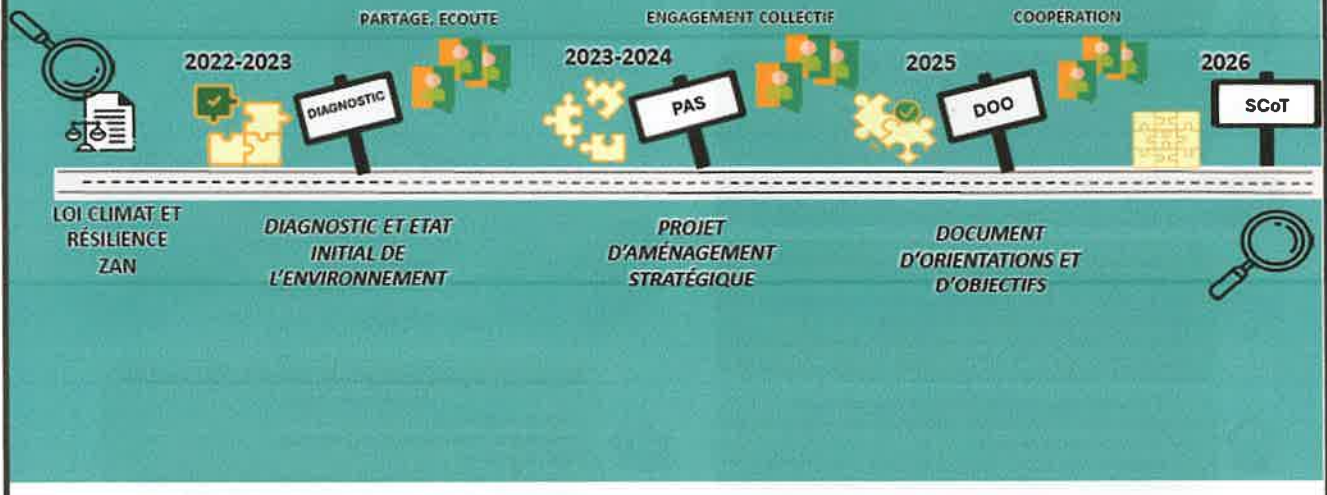 PARTAGE, ECOUTE
ENGAGEMENT COLLECTIF
COOPÉRATION
2022-2023
2023-2024
2025
2026
DIAGNOSTIC
PAS
DOO
SCoT
LOI CLIMAT ET
RÉSILIENCE
ZAN
DIAGNOSTIC ET ETAT
INITIAL DE
L'ENVIRONNEMENT
PROJET
D'AMÉNAGEMENT
STRATÉGIQUE
DOCUMENT
D'ORIENTATIONS ET
D'OBJECTIFS